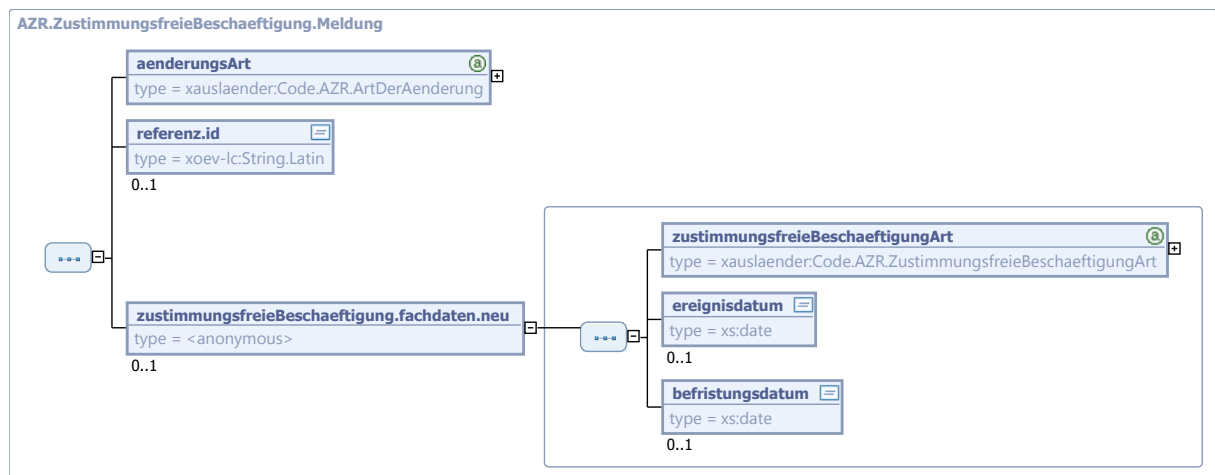 AZR.ZustimmungsfreieBeschaeftigung.Meldung
aenderungsArt
type = xauslaender:Code.AZR.ArtDerAenderung
referenz.id
type = xoev-lc:String.Latin
0..1
zustimmungsfreieBeschaeftigung.fachdaten.neu
type = <anonymous>
0..1
zustimmungsfreieBeschaeftigungArt
type = xauslaender:Code.AZR.ZustimmungsfreieBeschaeftigungArt
ereignisdatum
type = xs:date
0..1
befristungsdatum
type = xs:date
0..1